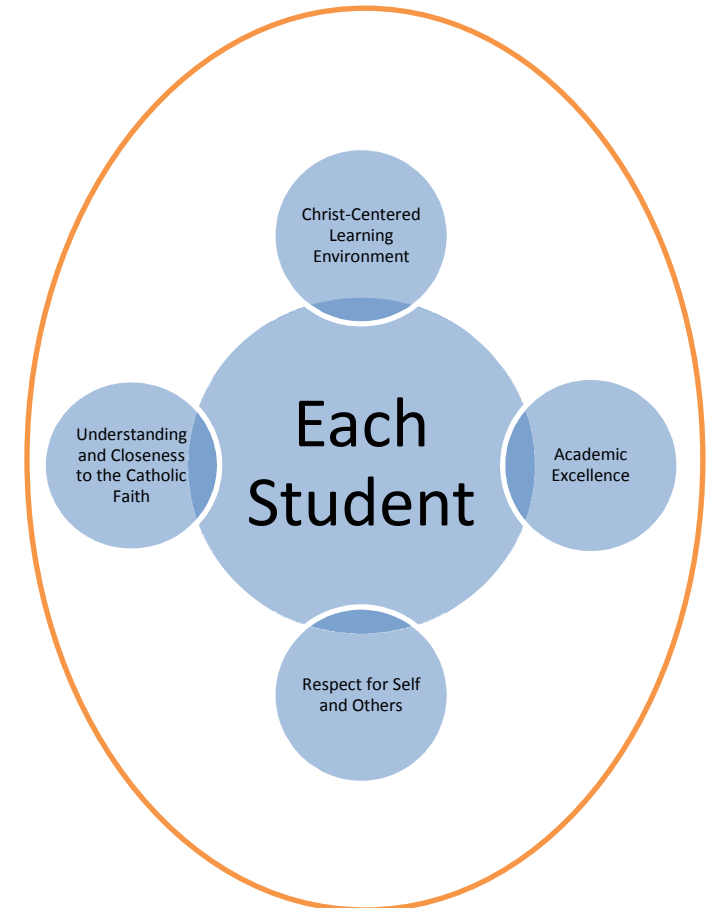 Christ-Centered
Learning
Environment
Understanding
and Closeness
to the Catholic
Faith
Each
Student
Academic
Excellence
Respect for Self
and Others